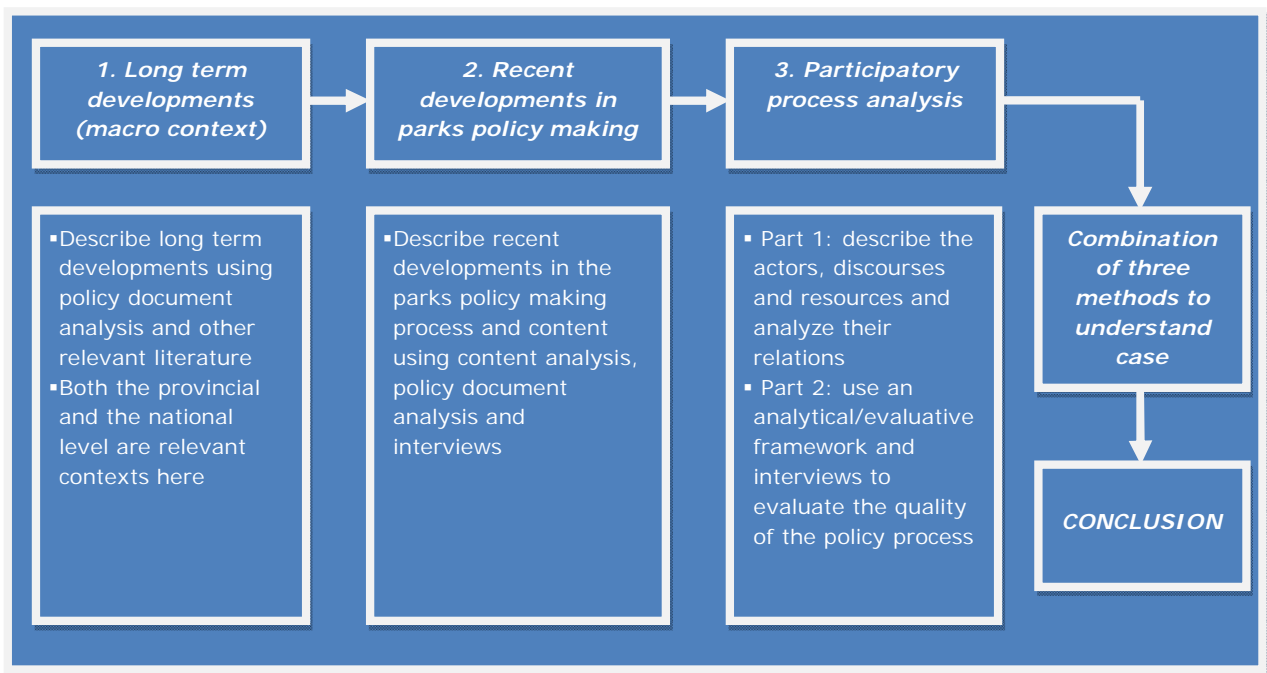 1. Long term
developments
(macro context)
2. Recent
developments in
parks policy making
3. Participatory
process analysis
▪Describe long term
developments using
policy document
analysis and other
relevant literature
▪Both the provincial
and the national
level are relevant
contexts here
▪Describe recent
developments in the
parks policy making
process and content
using content analysis,
policy document
analysis and
interviews
▪ Part 1: describe the
actors, discourses
and resources and
analyze their
relations
▪ Part 2: use an
analytical/evaluative
framework and
interviews to
evaluate the quality
of the policy process
Combination
of three
methods to
understand
case
CONCLUSION